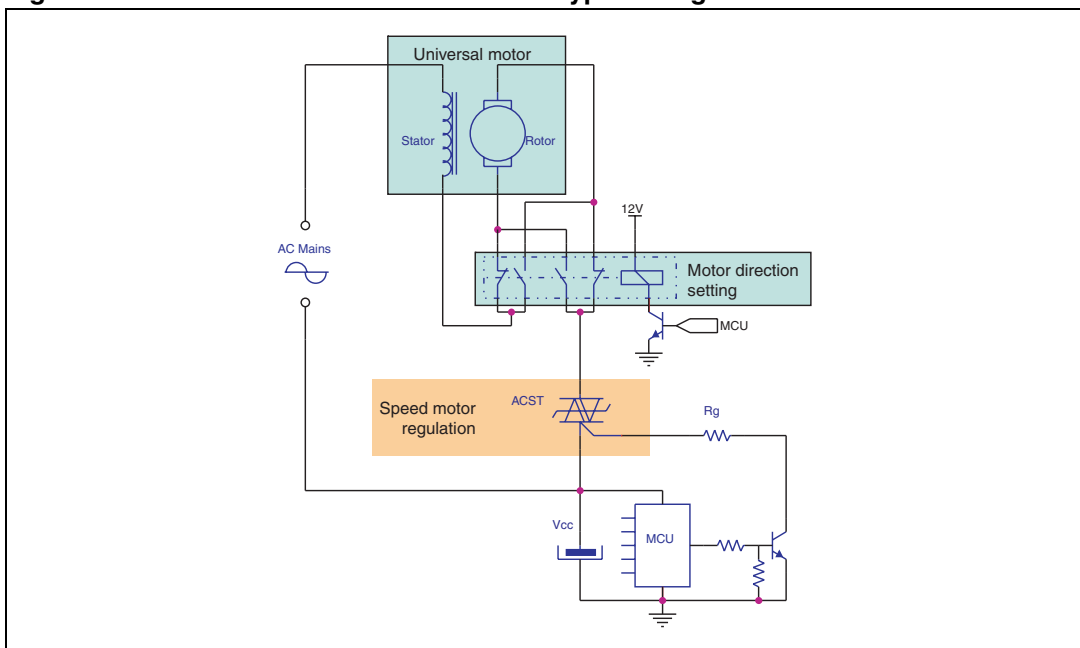 Universal motor
Stator
Rotor
12V
AC Mains
Motor direction
setting
MCU
ACST
Speed motor
regulation
Rg
Vcc
MCU